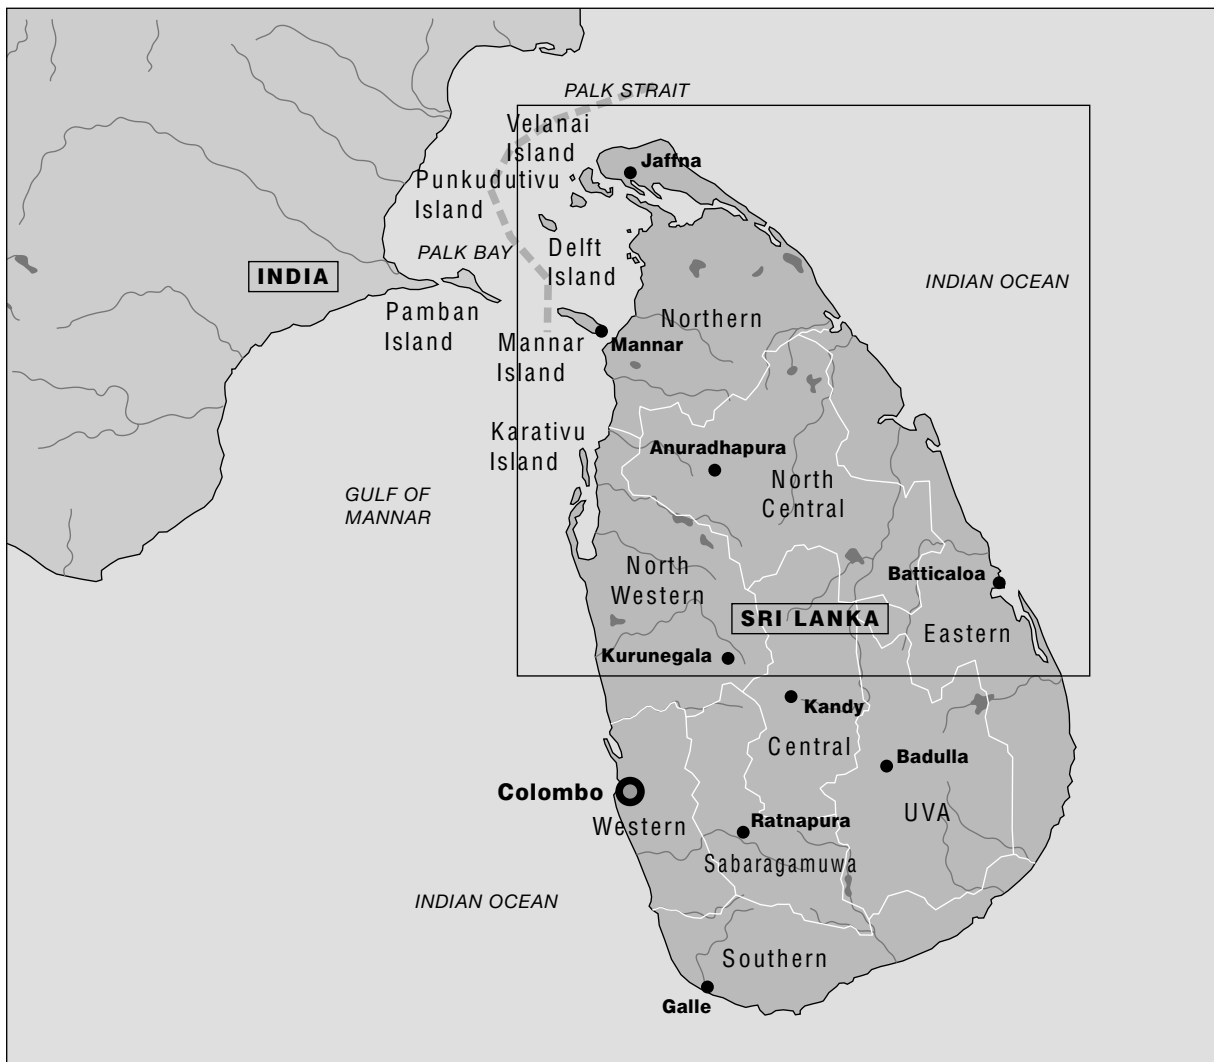 PALK STRAIT
Velanai
Island
Jaffna
Punkudutivu
Island
PALK BAY
Delft
Island
INDIA
INDIAN OCEAN
Pamban
Island
Northern
Mannar
Island
Mannar
Karativu
Island
Anuradhapura
North
Central
GULF OF
MANNAR
North
Western
Batticaloa
SRI LANKA
Eastern
Kurunegala
Kandy
Central
Badulla
Colombo
Western
UVA
Ratnapura
Sabaragamuwa
INDIAN OCEAN
Southern
Galle